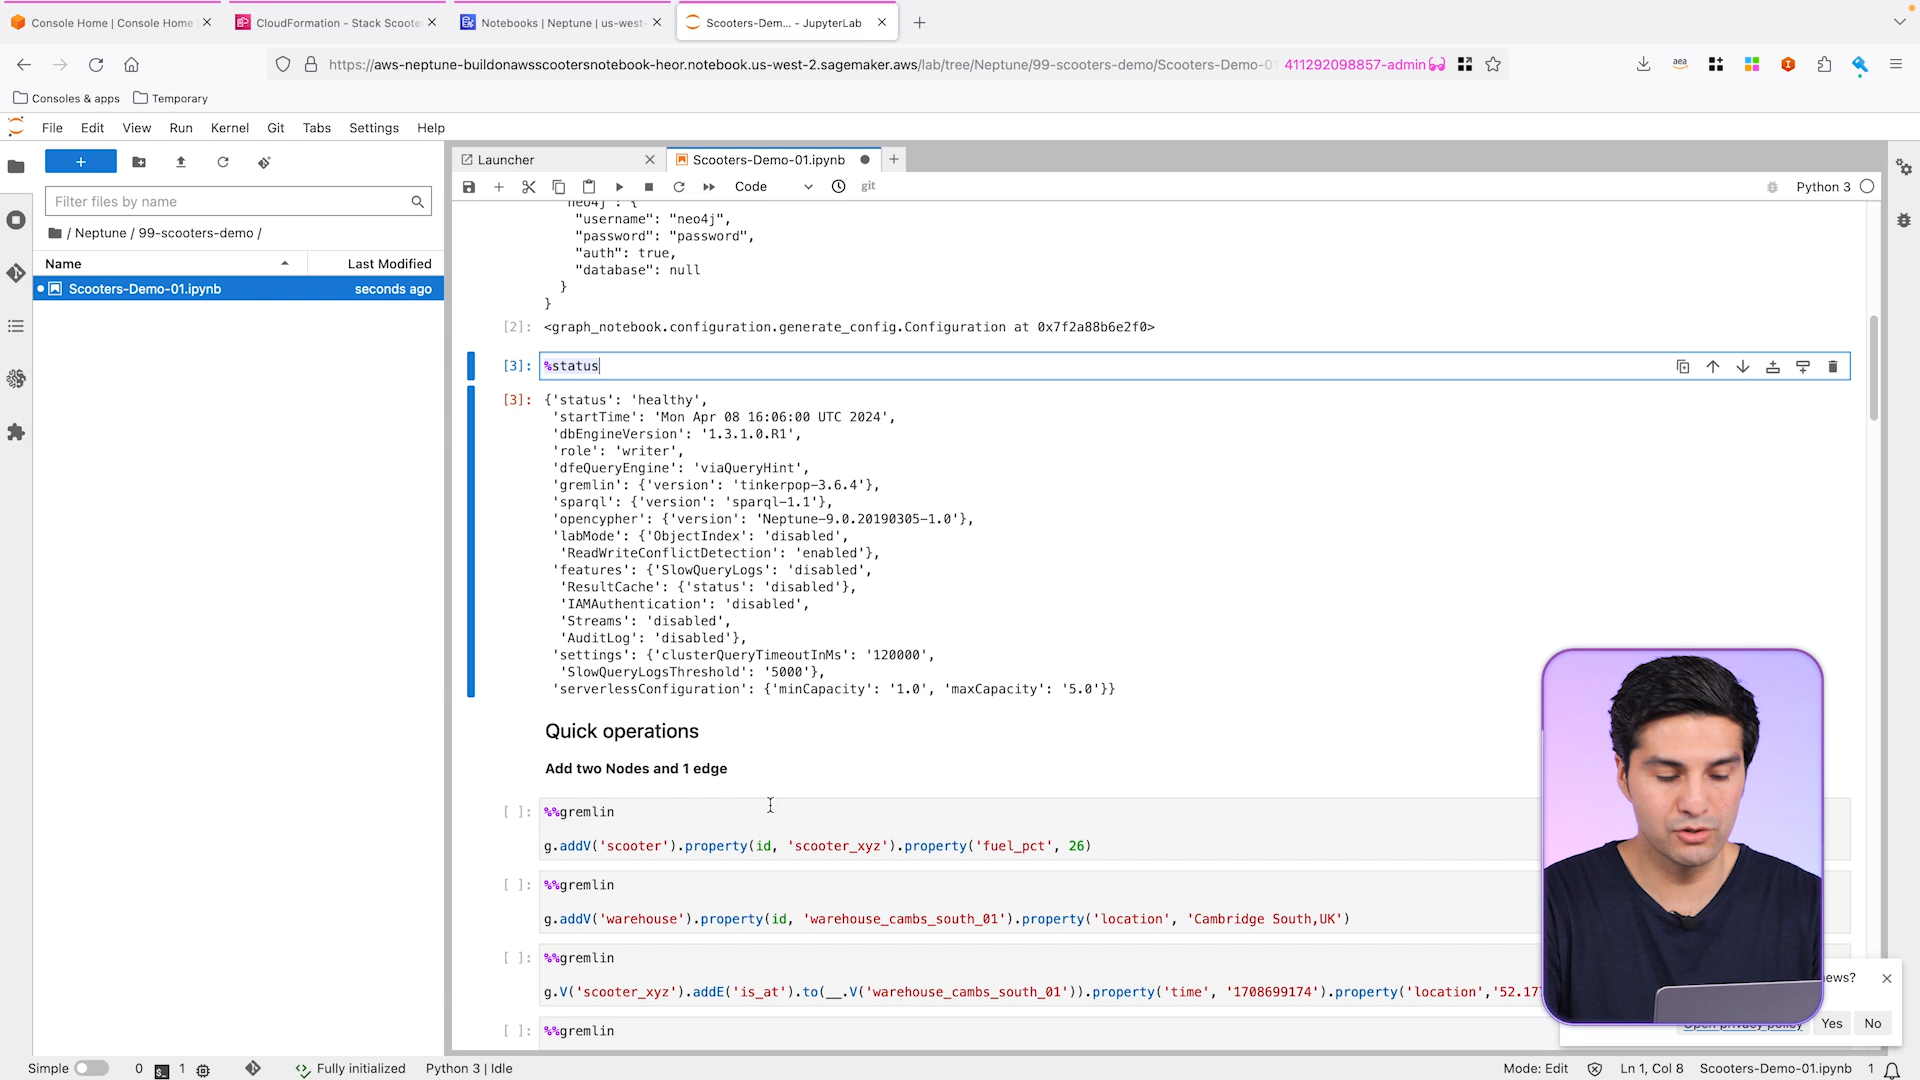 Console Home | Console Home
CloudFormation - Stack Scoote
Notebooks | Neptune | us-west-
Scooters-Dem... - JupyterLab
https://aws-neptune-buildonawsscootersnotebook-heor.notebook.us-west-2.sagemaker.aws/lab/tree/Neptune/99-scooters-demo/Scooters-Demo-01
411292098857-admin
aea
Consoles & apps
Temporary
File Edit View Run Kernel Git Tabs Settings Help
Launcher
Scooters-Demo-01.ipynb
Code
git
Python 3
Filter files by name
/ Neptune / 99-scooters-demo /
Name
Last Modified
Scooters-Demo-01.ipynb
seconds ago
"neo4j": {
"username": "neo4j",
"password": "password",
"auth": true,
"database": null
}
}
[2]: <graph_notebook.configuration.generate_config.Configuration at 0x7f2a88b6e2f0>
[3]: %status
[3]: {'status': 'healthy',
'startTime': 'Mon Apr 08 16:06:00 UTC 2024',
'dbEngineVersion': '1.3.1.0.R1',
'role': 'writer',
'dfeQueryEngine': 'viaQueryHint',
'gremlin': {'version': 'tinkerpop-3.6.4'},
'sparql': {'version': 'sparql-1.1'},
'opencypher': {'version': 'Neptune-9.0.20190305-1.0'},
'labMode': {'ObjectIndex': 'disabled',
'ReadWriteConflictDetection': 'enabled'},
'features': {'SlowQueryLogs': 'disabled',
'ResultCache': {'status': 'disabled'},
'IAMAuthentication': 'disabled',
'Streams': 'disabled',
'AuditLog': 'disabled'},
'settings': {'clusterQueryTimeoutInMs': '120000',
'SlowQueryLogsThreshold': '5000'},
'serverlessConfiguration': {'minCapacity': '1.0', 'maxCapacity': '5.0'}}
Quick operations
Add two Nodes and 1 edge
[ ]: %%gremlin
g.addV('scooter').property(id, 'scooter_xyz').property('fuel_pct', 26)
[ ]: %%gremlin
g.addV('warehouse').property(id, 'warehouse_cambs_south_01').property('location', 'Cambridge South,UK')
[ ]: %%gremlin
g.V('scooter_xyz').addE('is_at').to(__.V('warehouse_cambs_south_01')).property('time', '1708699174').property('location','52.17
[ ]: %%gremlin
news?
Open privacy policy
Yes
No
Simple
0
1
Fully initialized
Python 3 | Idle
Mode: Edit
Ln 1, Col 8
Scooters-Demo-01.ipynb
1